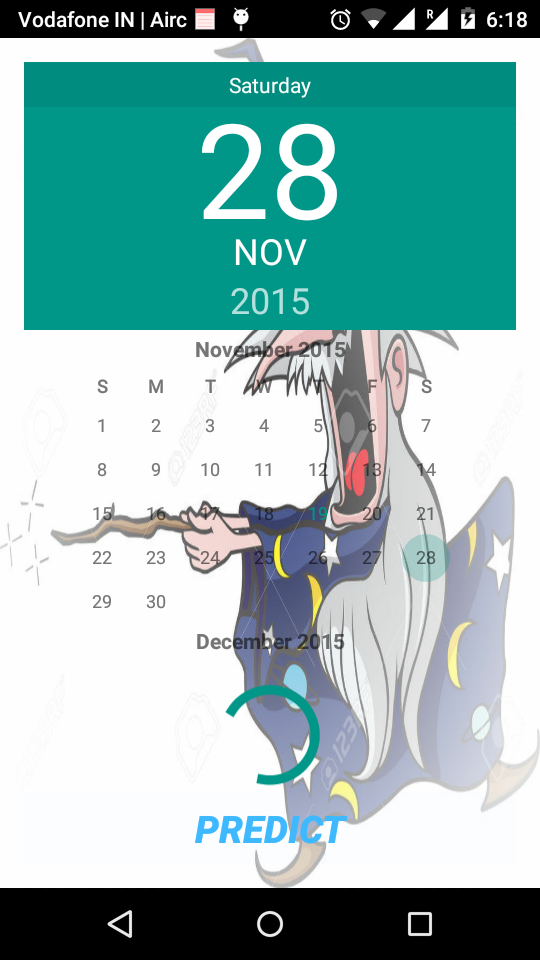 Vodafone IN | Airc R 6:18
Saturday
28
NOV
2015
November 2015
S M T W T F S
1 2 3 4 5 6 7
8 9 10 11 12 13 14
15 16 17 18 19 20 21
22 23 24 25 26 27 28
29 30
December 2015
PREDICT